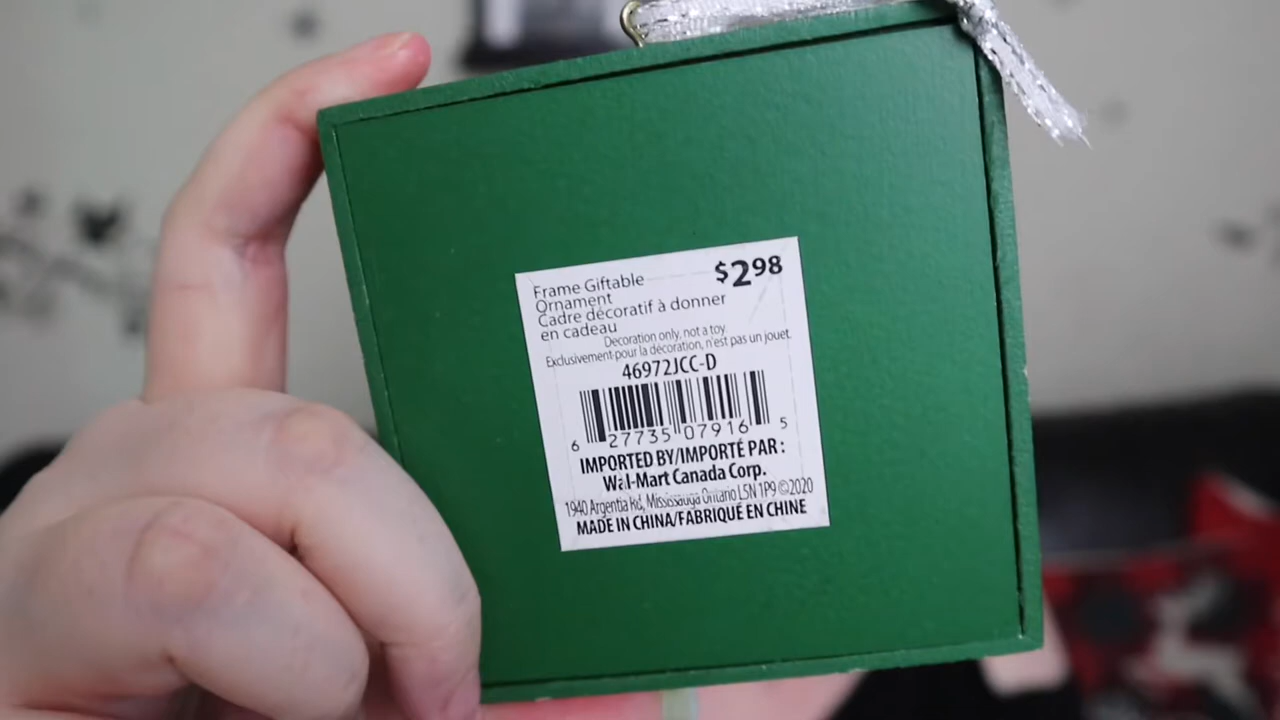 Frame Giftable
Ornament
$2.98
Cadre décoratif à donner
en cadeau
Decoration only, not a toy.
Exclusivement pour la décoration, n'est pas un jouet.
46972JCC-D
6 27735 07916 5
IMPORTED BY/IMPORTÉ PAR :
Wal-Mart Canada Corp.
1940 Argentia Rd, Mississauga Ontario L5N 1P9 ©2020
MADE IN CHINA/FABRIQUÉ EN CHINE